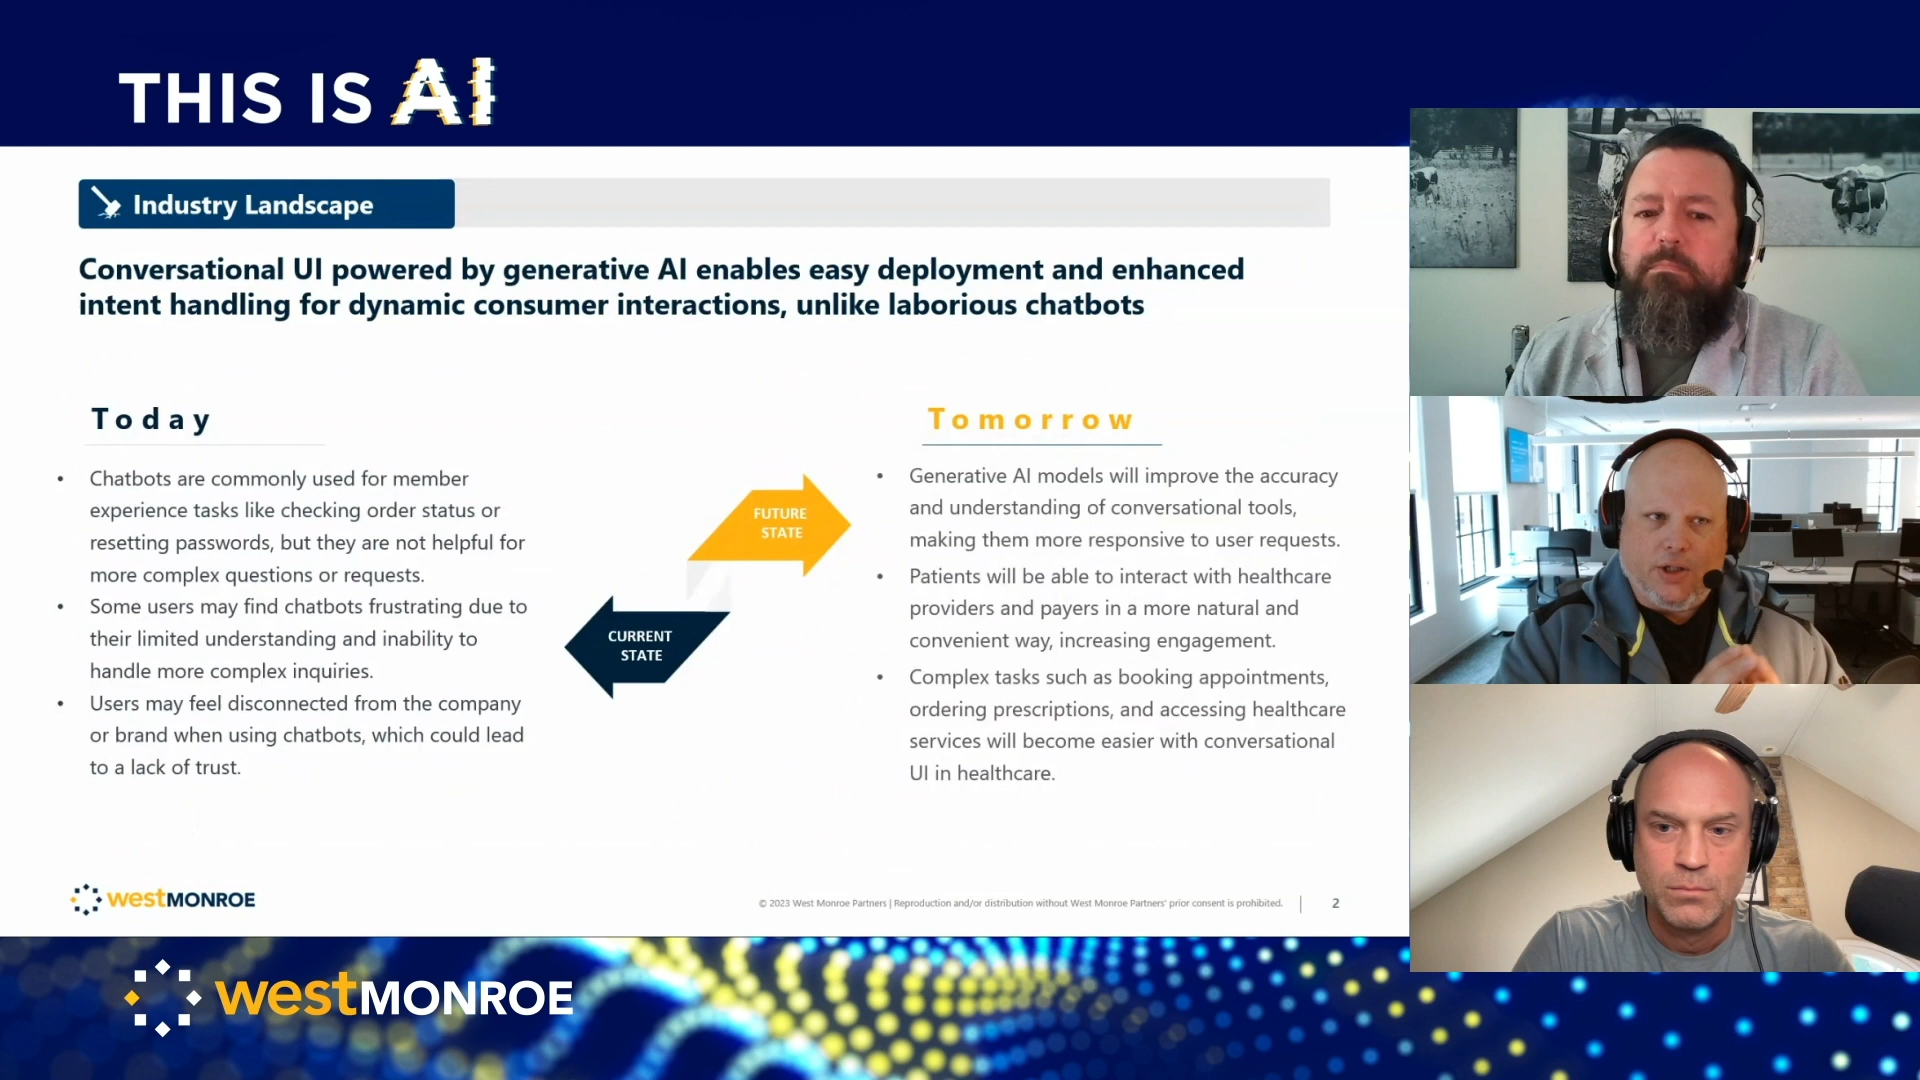 THIS IS AI
Industry Landscape
Conversational UI powered by generative AI enables easy deployment and enhanced
intent handling for dynamic consumer interactions, unlike laborious chatbots
Today
• Chatbots are commonly used for member
experience tasks like checking order status or
resetting passwords, but they are not helpful for
more complex questions or requests.
• Some users may find chatbots frustrating due to
their limited understanding and inability to
handle more complex inquiries.
• Users may feel disconnected from the company
or brand when using chatbots, which could lead
to a lack of trust.
FUTURE
STATE
CURRENT
STATE
Tomorrow
• Generative AI models will improve the accuracy
and understanding of conversational tools,
making them more responsive to user requests.
• Patients will be able to interact with healthcare
providers and payers in a more natural and
convenient way, increasing engagement.
• Complex tasks such as booking appointments,
ordering prescriptions, and accessing healthcare
services will become easier with conversational
UI in healthcare.
westMONROE
© 2023 West Monroe Partners | Reproduction and/or distribution without West Monroe Partners' prior consent is prohibited.
2
westMONROE